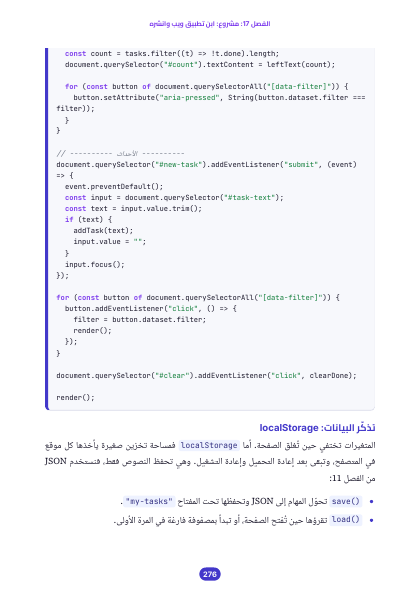 الفصل 17: مشروع: ابن تطبيق ويب وانشره
const count = tasks.filter((t) => !t.done).length;
document.querySelector("#count").textContent = leftText(count);
for (const button of document.querySelectorAll("[data-filter]")) {
button.setAttribute("aria-pressed", String(button.dataset.filter ===
filter));
}
}
// ---------- الأحداث ----------
document.querySelector("#new-task").addEventListener("submit", (event)
=> {
event.preventDefault();
const input = document.querySelector("#task-text");
const text = input.value.trim();
if (text) {
addTask(text);
input.value = "";
}
input.focus();
});
for (const button of document.querySelectorAll("[data-filter]")) {
button.addEventListener("click", () => {
filter = button.dataset.filter;
render();
});
}
document.querySelector("#clear").addEventListener("click", clearDone);
render();
تذكُّر البيانات: localStorage
المتغيرات تختفي حين تُغلق الصفحة. أما localStorage فمساحة تخزين صغيرة يأخذها كل موقع
في المتصفح، وتبقى بعد إعادة التحميل وإعادة التشغيل. وهي تحفظ النصوص فقط، فنستخدم JSON
من الفصل 11:
• save() تحوّل المهام إلى JSON وتحفظها تحت المفتاح "my-tasks".
• load() تقرؤها حين تُفتح الصفحة، أو تبدأ بمصفوفة فارغة في المرة الأولى.
276